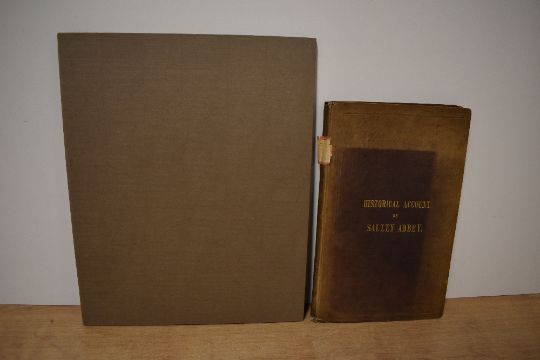 HISTORICAL ACCOUNT
OF
SALLEY ABBEY.